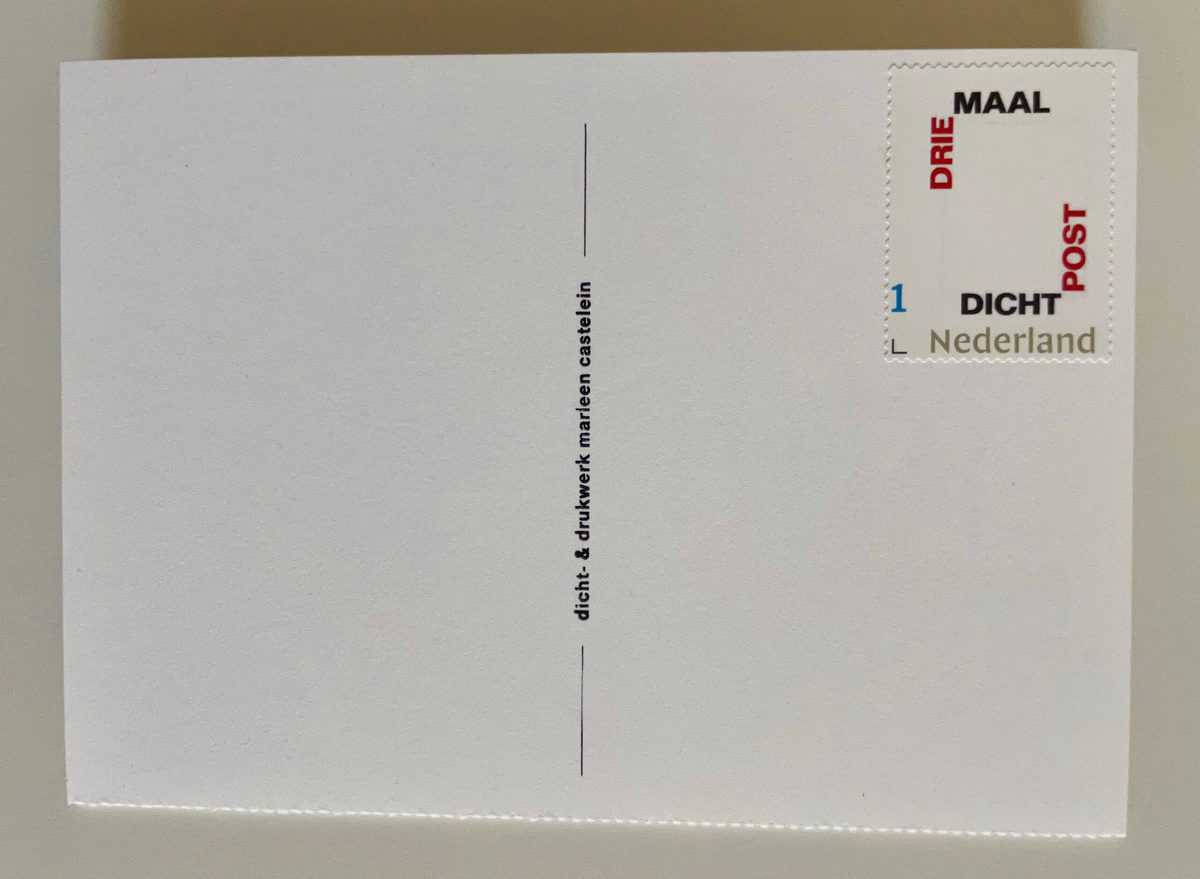 dicht- & drukwerk marleen castelein
DRIE
MAAL
POST
DICHT
1
Nederland